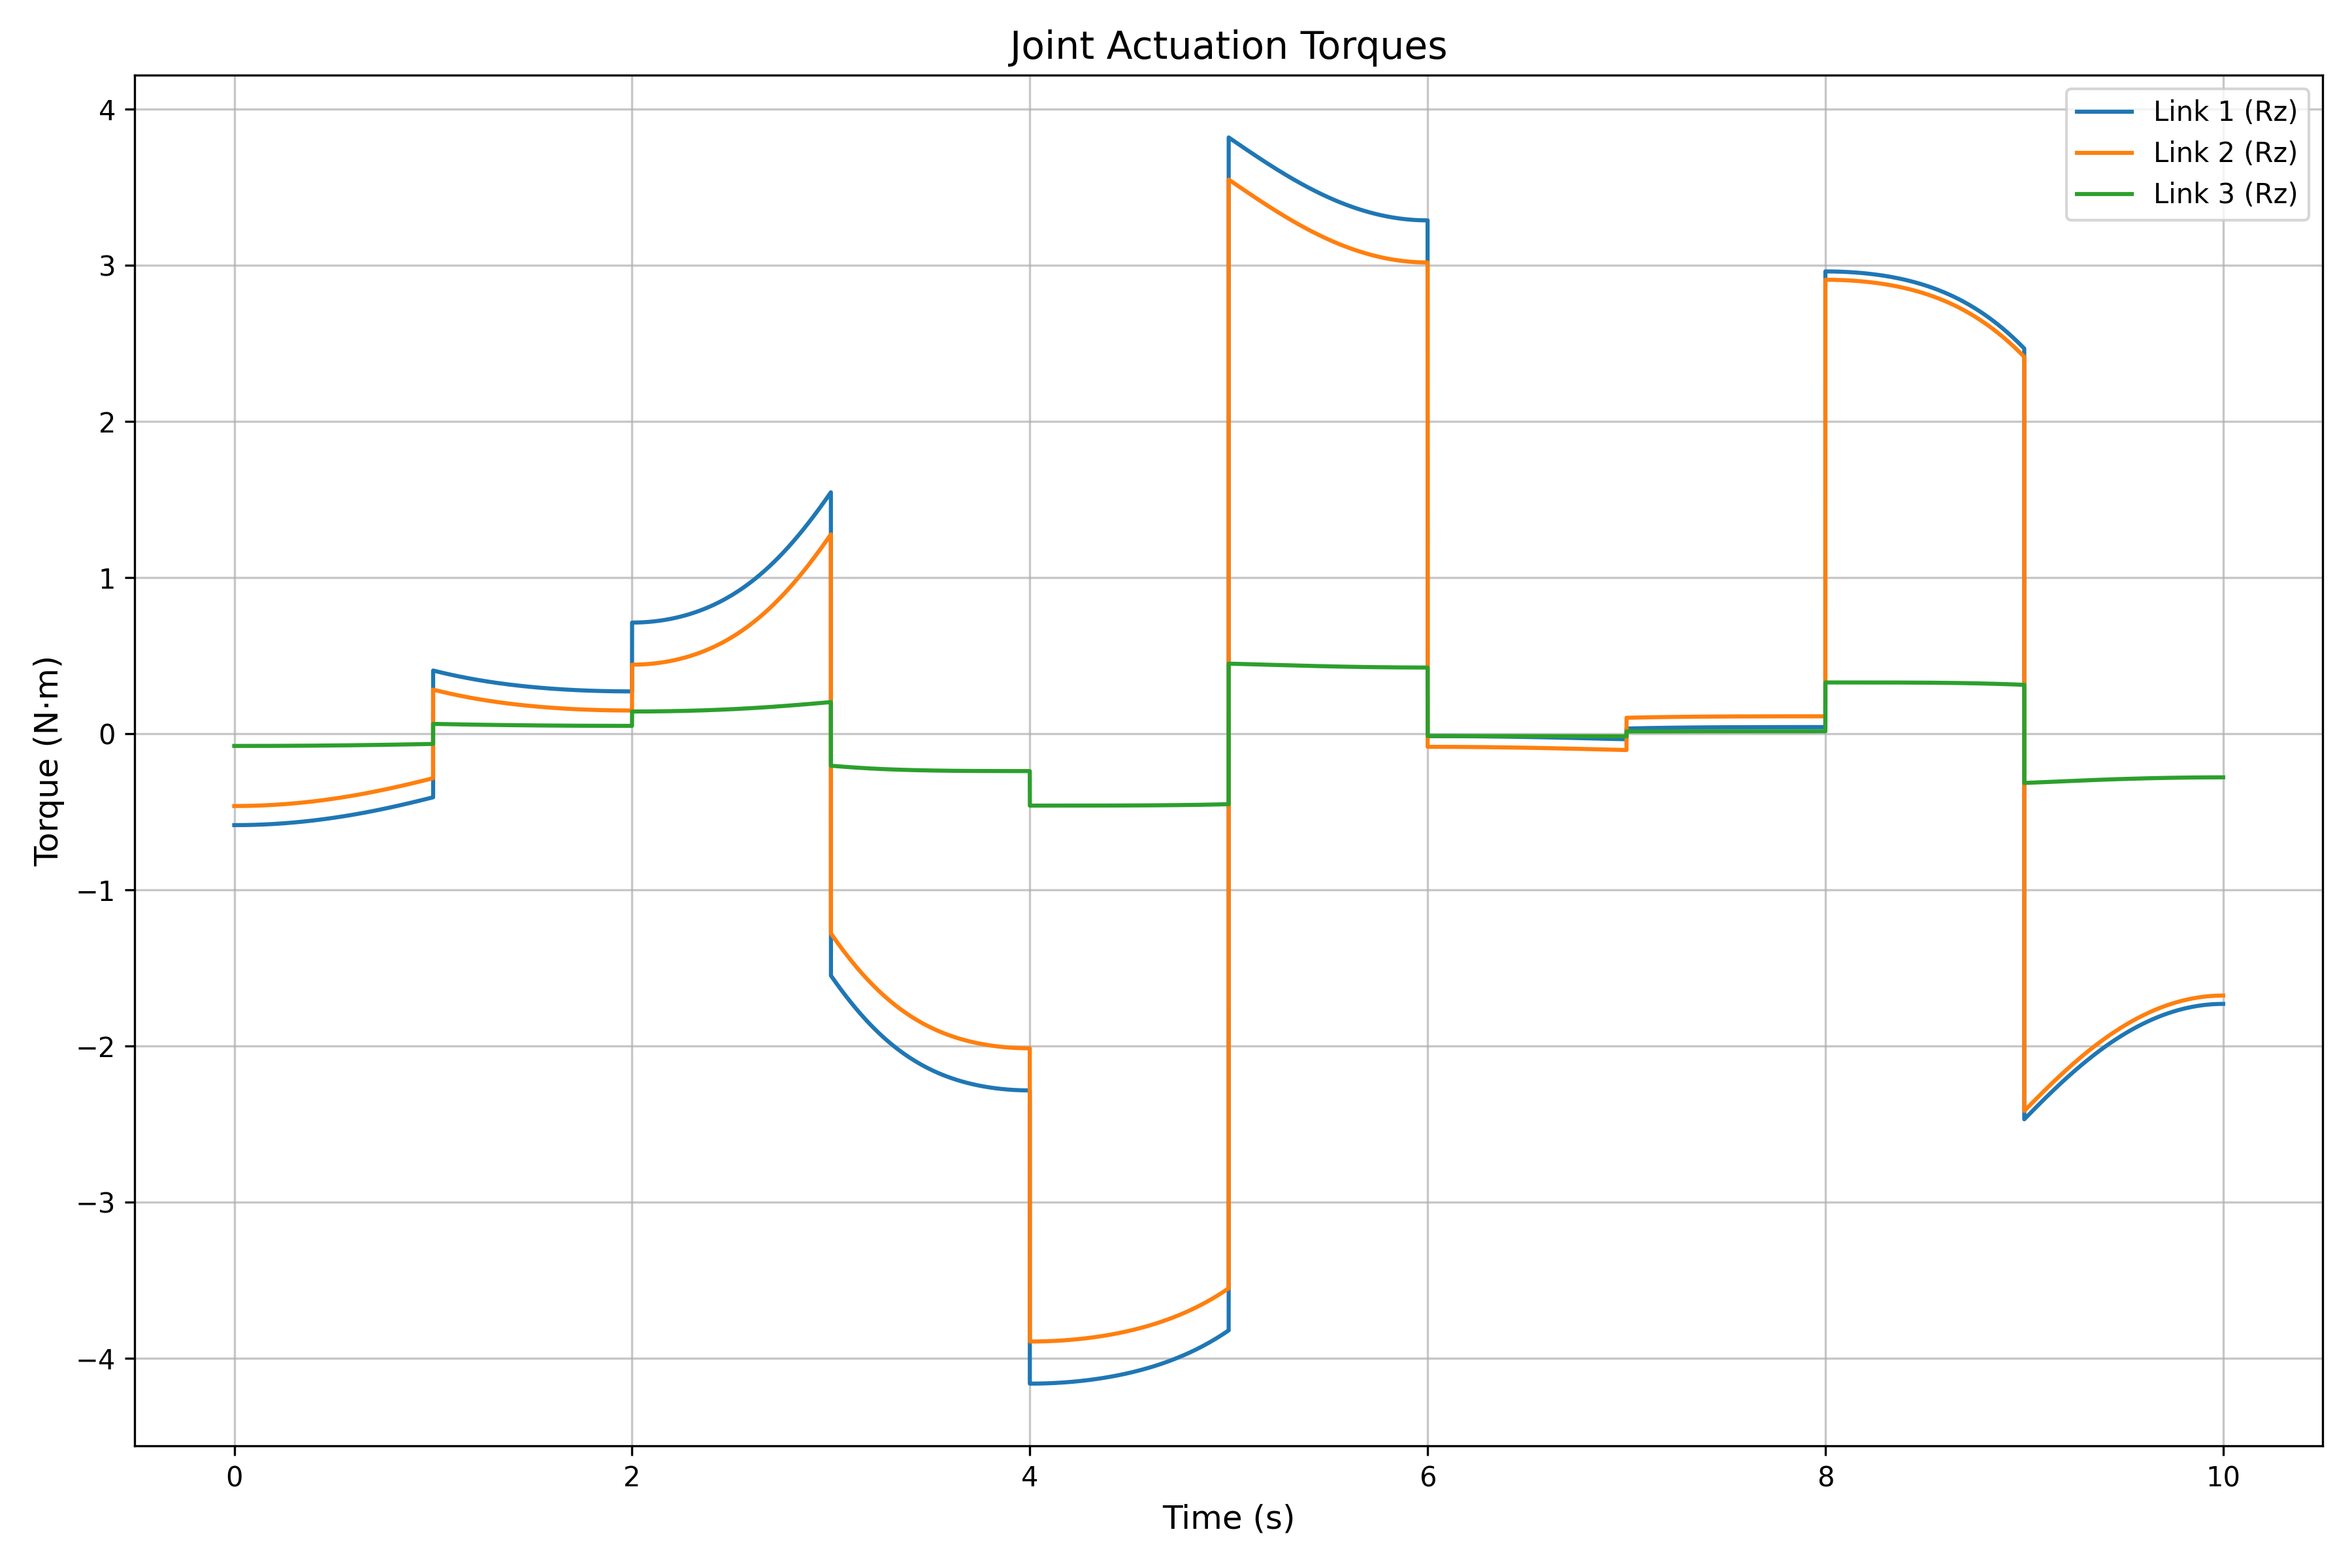 Joint Actuation Torques
Link 1 (Rz)
Link 2 (Rz)
Link 3 (Rz)
Torque (N·m)
4
3
2
1
0
−1
−2
−3
−4
0 2 4 6 8 10
Time (s)